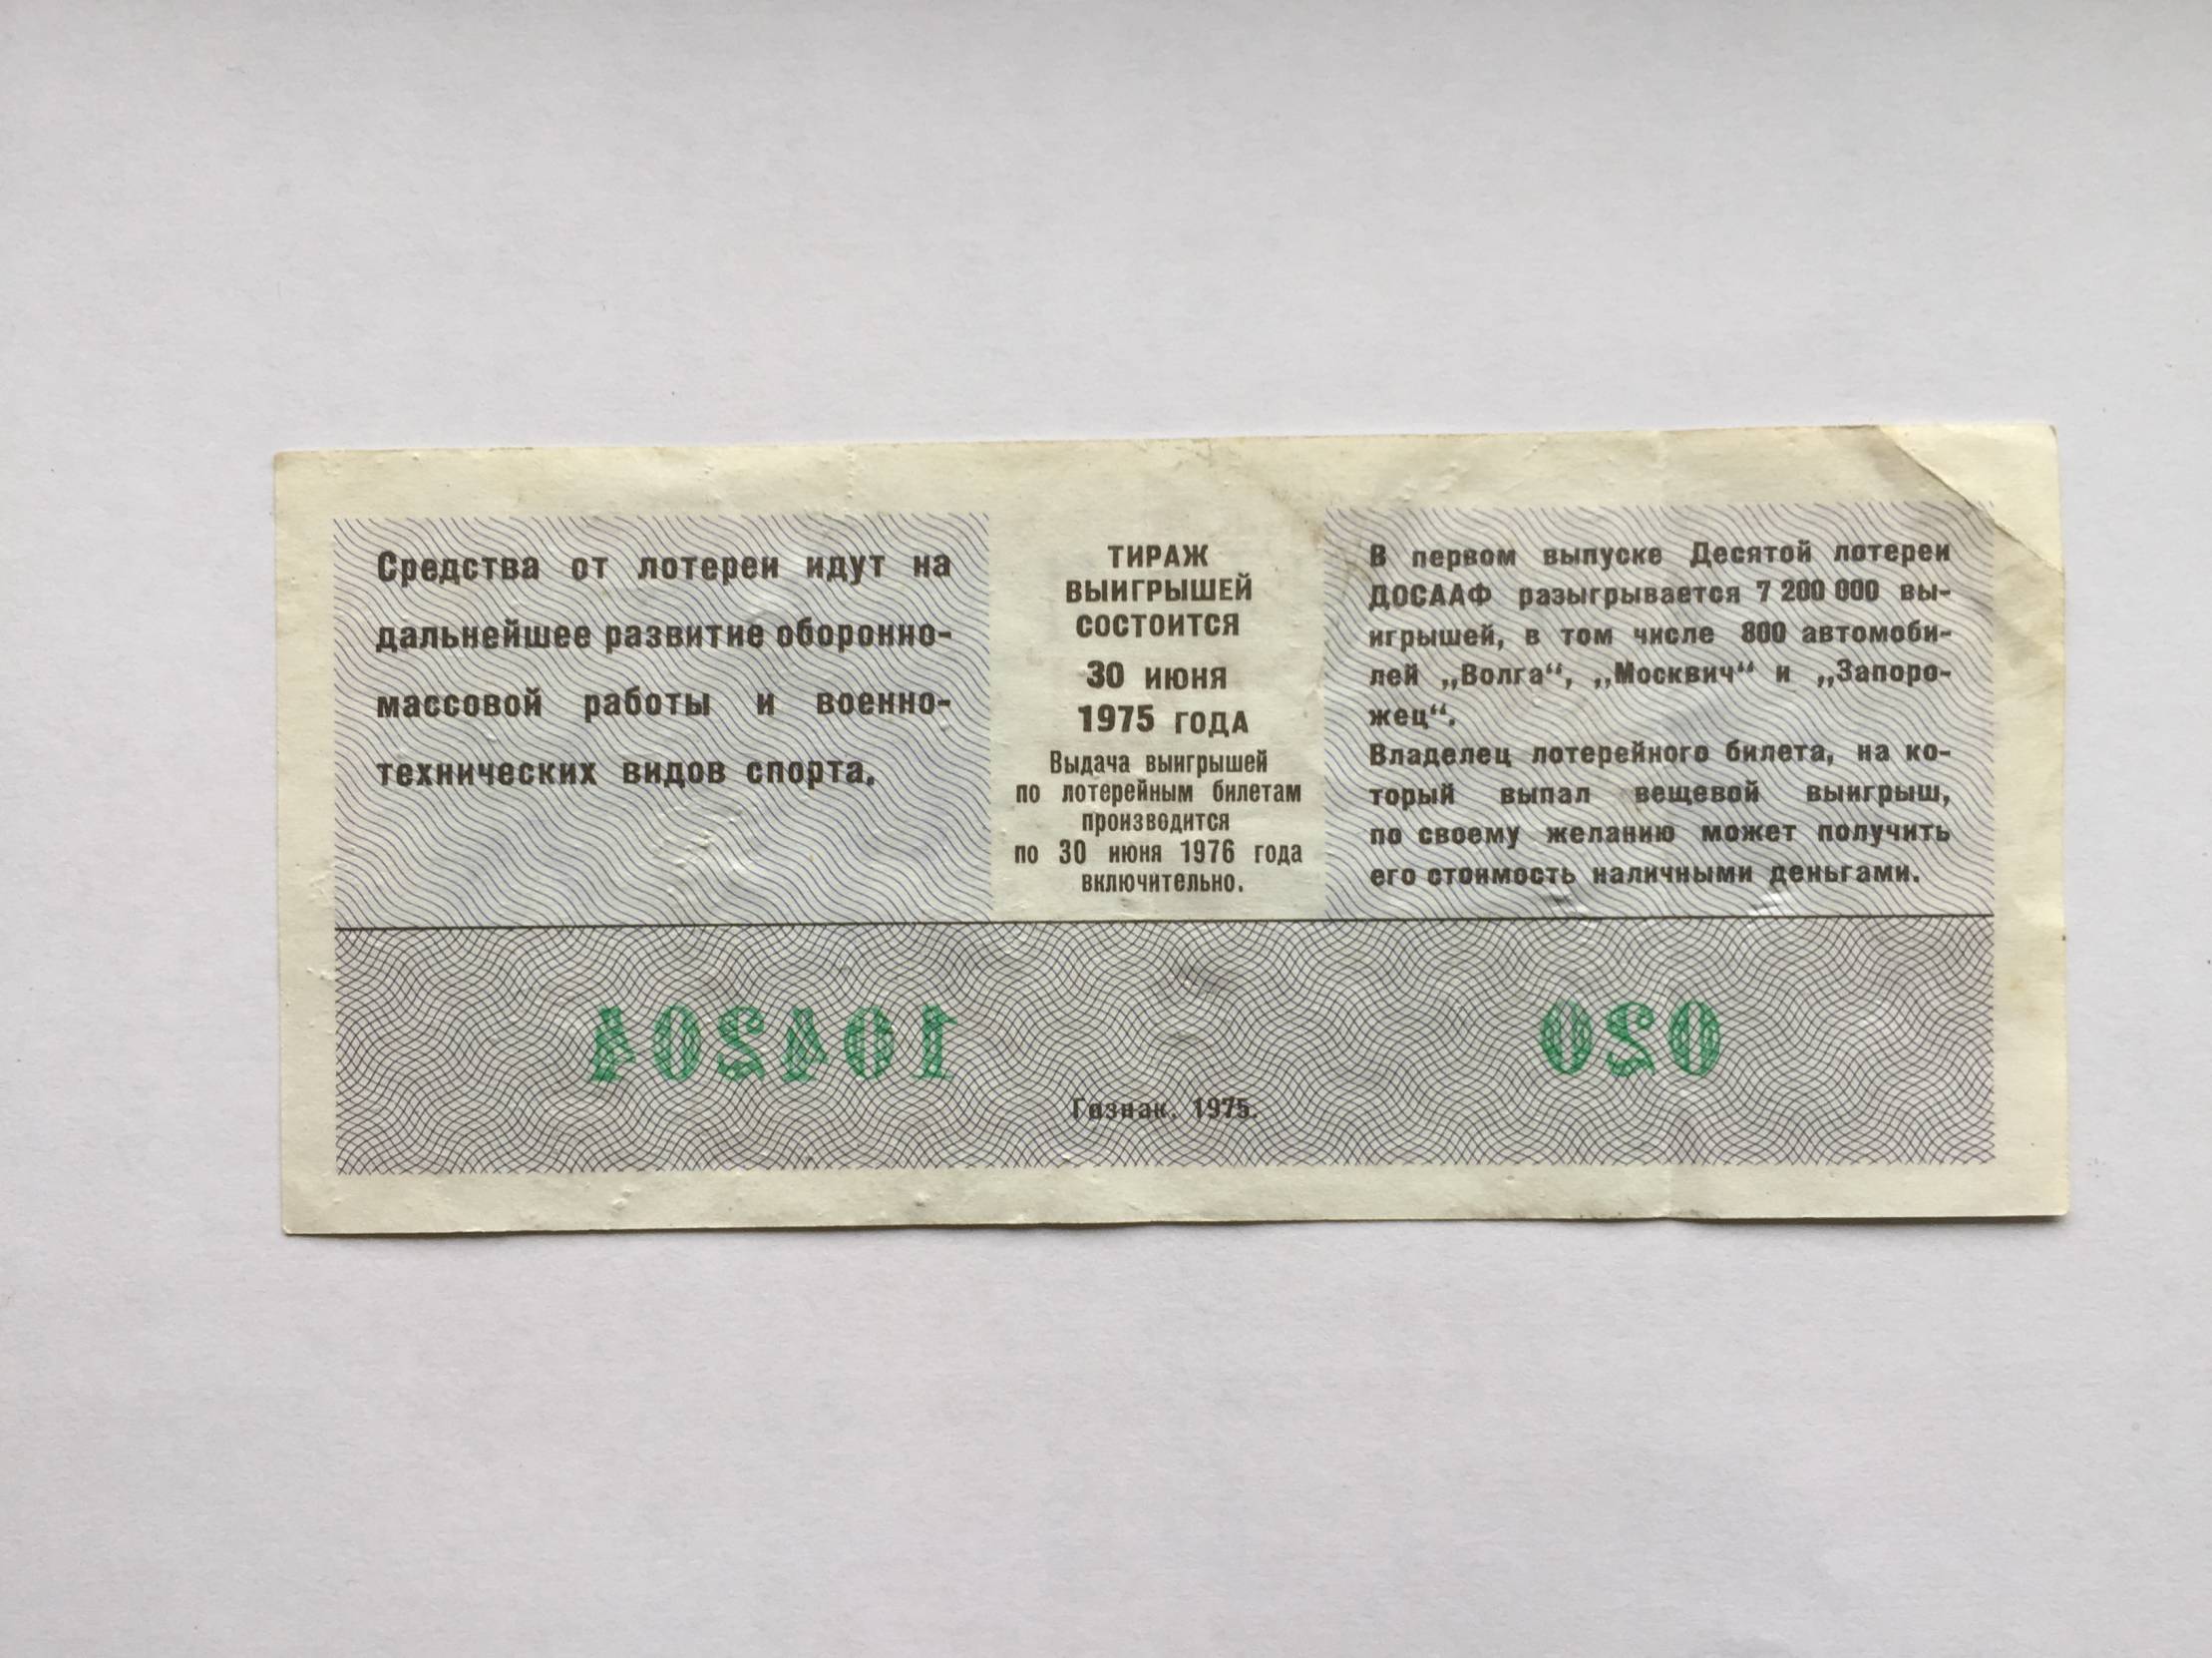 Средства от лотереи идут на
дальнейшее развитие оборонно-
массовой работы и военно-
технических видов спорта.
ТИРАЖ
ВЫИГРЫШЕЙ
СОСТОИТСЯ
30 ИЮНЯ
1975 ГОДА
Выдача выигрышей
по лотерейным билетам
производится
по 30 июня 1976 года
включительно.
В первом выпуске Десятой лотереи
ДОСААФ разыгрывается 7 200 000 вы-
игрышей, в том числе 800 автомоби-
лей „Волга“, „Москвич“ и „Запоро-
жец“.
Владелец лотерейного билета, на ко-
торый выпал вещевой выигрыш,
по своему желанию может получить
его стоимость наличными деньгами.
104204
020
Гознак. 1975.